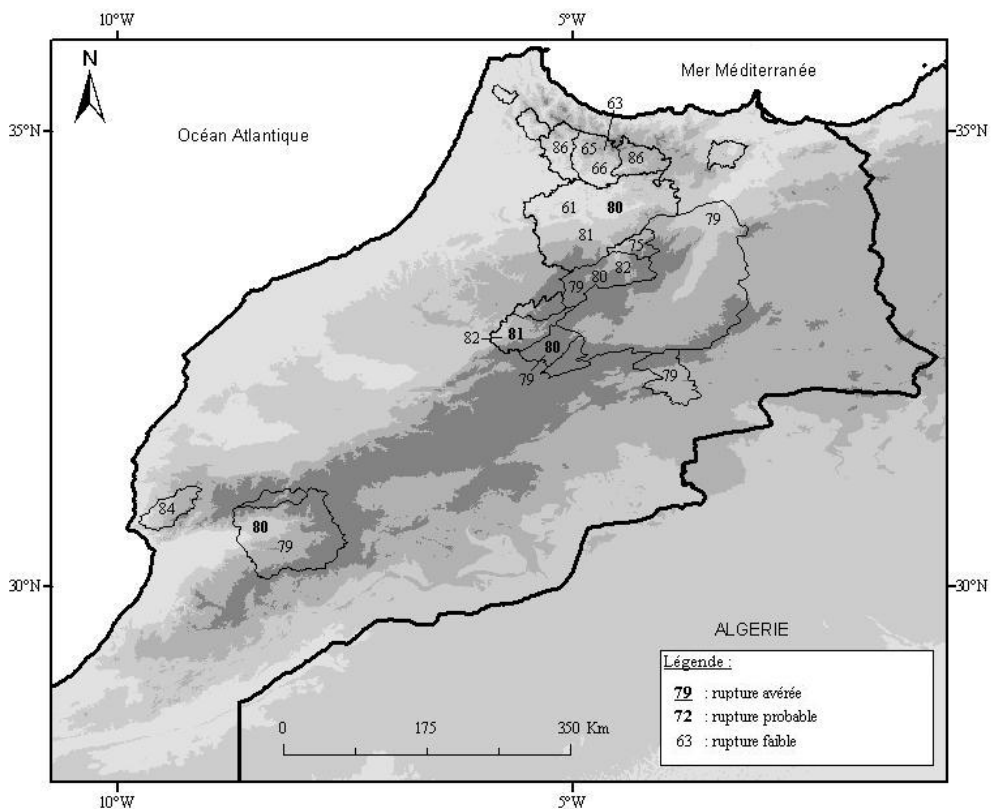 10°W 5°W
N
Mer Méditerranée
63
Océan Atlantique
35°N 35°N
86 65 86
66
61 80 79
81
75
82
80
79
82 81
80
79 79
84
80
79
30°N 30°N
ALGERIE
Légende :
79 : rupture avérée
72 : rupture probable
63 : rupture faible
0 175 350 Km
10°W 5°W